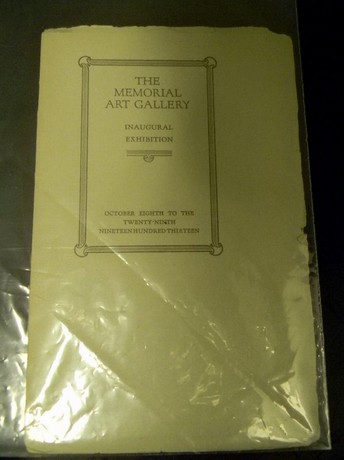 THE
MEMORIAL
ART GALLERY
INAUGURAL
EXHIBITION
OCTOBER EIGHTH TO THE
TWENTY-NINTH
NINETEEN HUNDRED THIRTEEN